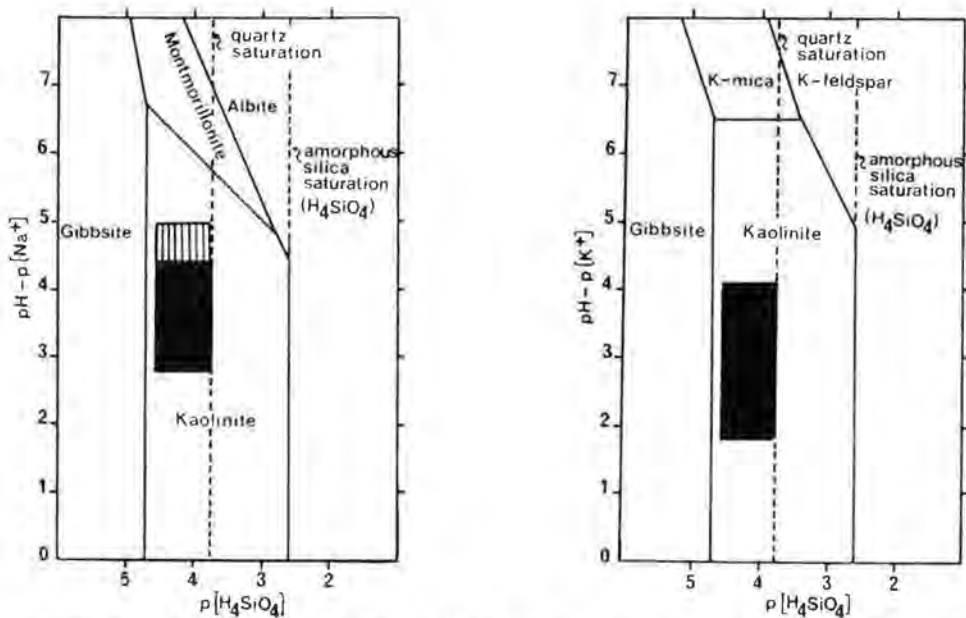 quartz
saturation
Montmorillonite
Albite
amorphous
silica
saturation
(H₄SiO₄)
Gibbsite
Kaolinite
pH – p [Na⁺]
7
6
5
4
3
2
1
0
5
4
3
2
p [H₄SiO₄]
quartz
saturation
K-mica
K-feldspar
amorphous
silica
saturation
(H₄SiO₄)
Gibbsite
Kaolinite
pH – p [K⁺]
7
6
5
4
3
2
1
0
5
4
3
2
p [H₄SiO₄]